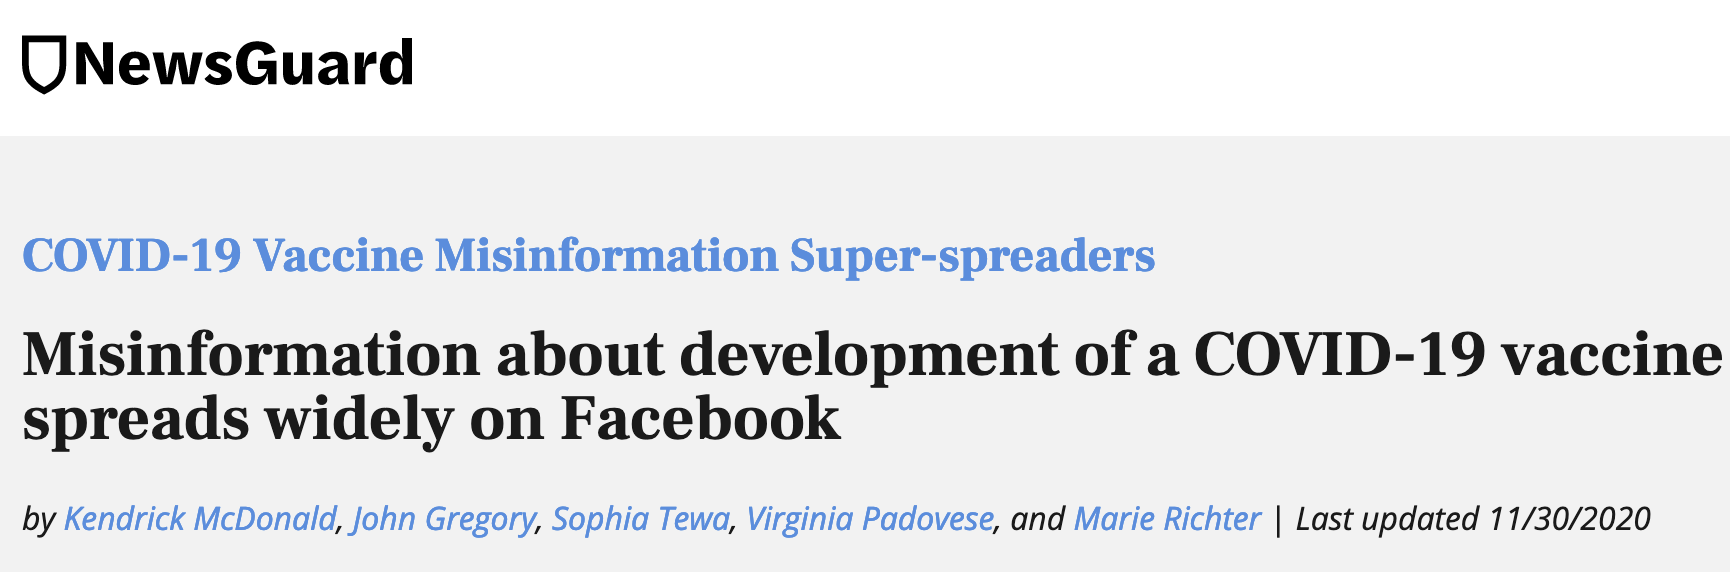 NewsGuard
COVID-19 Vaccine Misinformation Super-spreaders
Misinformation about development of a COVID-19 vaccine
spreads widely on Facebook
by Kendrick McDonald, John Gregory, Sophia Tewa, Virginia Padovese, and Marie Richter | Last updated 11/30/2020